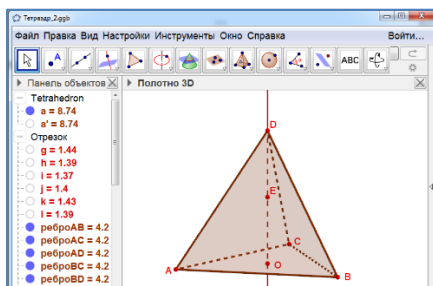 Тетраэдр_2.ggb
Файл Правка Вид Настройки Инструменты Окно Справка
Войти...
A
ABC
Панель объектов
Полотно 3D
Tetrahedron
a = 8.74
a' = 8.74
Отрезок
g = 1.44
h = 1.39
i = 1.37
j = 1.4
k = 1.43
l = 1.39
реброAB = 4.2
реброAC = 4.2
реброAD = 4.2
реброBC = 4.2
реброBD = 4.2
D
E
C
A
O
B